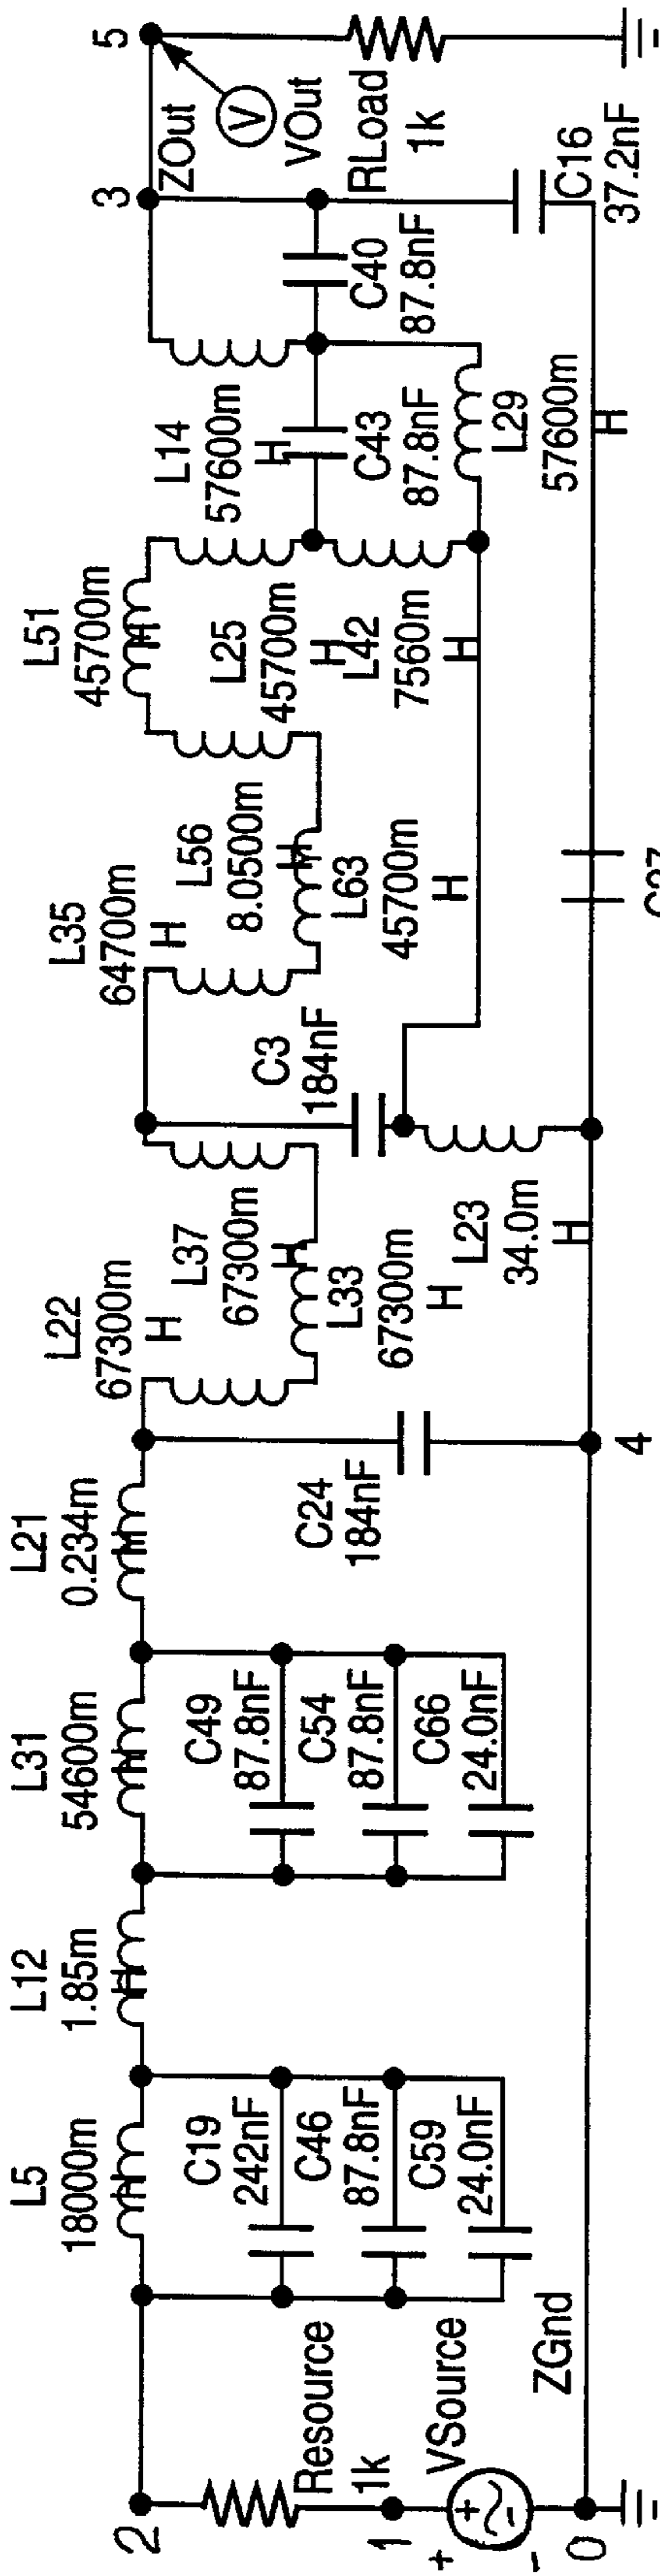 2
Resource
1k
1
+
VSource
+
-
-
0
ZGnd
L5
18000m
H
C19
242nF
C46
87.8nF
C59
24.0nF
L12
1.85m
H
L31
54600m
H
C49
87.8nF
C54
87.8nF
C66
24.0nF
L21
0.234m
H
C24
184nF
4
L22
67300m
H
L37
67300m
H
L33
67300m
H
C3
184nF
L23
34.0m
H
L35
64700m
H
L56
8.0500m
H
L63
45700m
H
L51
45700m
H
L25
45700m
H
L42
7560m
H
L14
57600m
H
C43
87.8nF
L29
57600m
H
C40
87.8nF
3
ZOut
V
VOut
5
RLoad
1k
C16
37.2nF